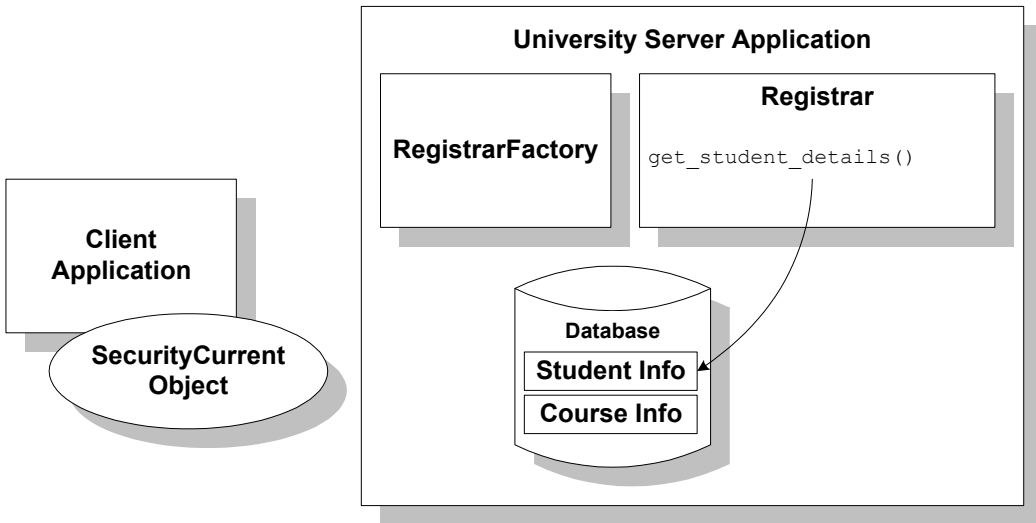 University Server Application
RegistrarFactory
Registrar
get_student_details()
Client
Application
SecurityCurrent
Object
Database
Student Info
Course Info